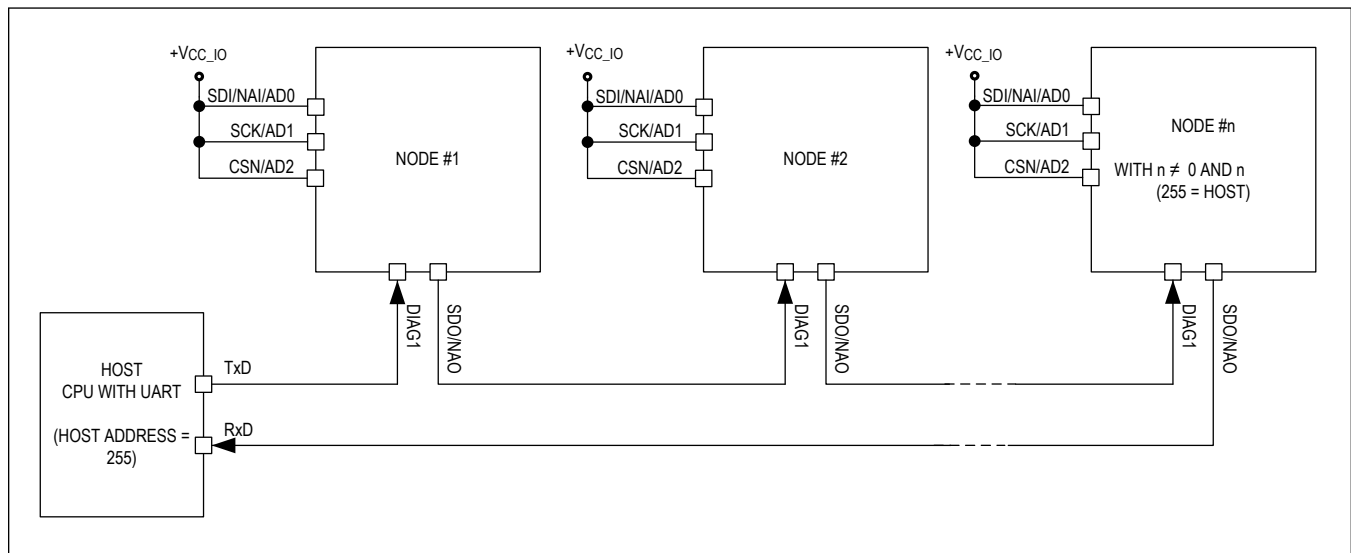 +VCC_IO
SDI/NAI/AD0
SCK/AD1
CSN/AD2
NODE #1
DIAG1
SDO/NAO
+VCC_IO
SDI/NAI/AD0
SCK/AD1
CSN/AD2
NODE #2
DIAG1
SDO/NAO
+VCC_IO
SDI/NAI/AD0
SCK/AD1
CSN/AD2
NODE #n
WITH n ≠ 0 AND n
(255 = HOST)
DIAG1
SDO/NAO
HOST
CPU WITH UART
(HOST ADDRESS =
255)
TxD
RxD